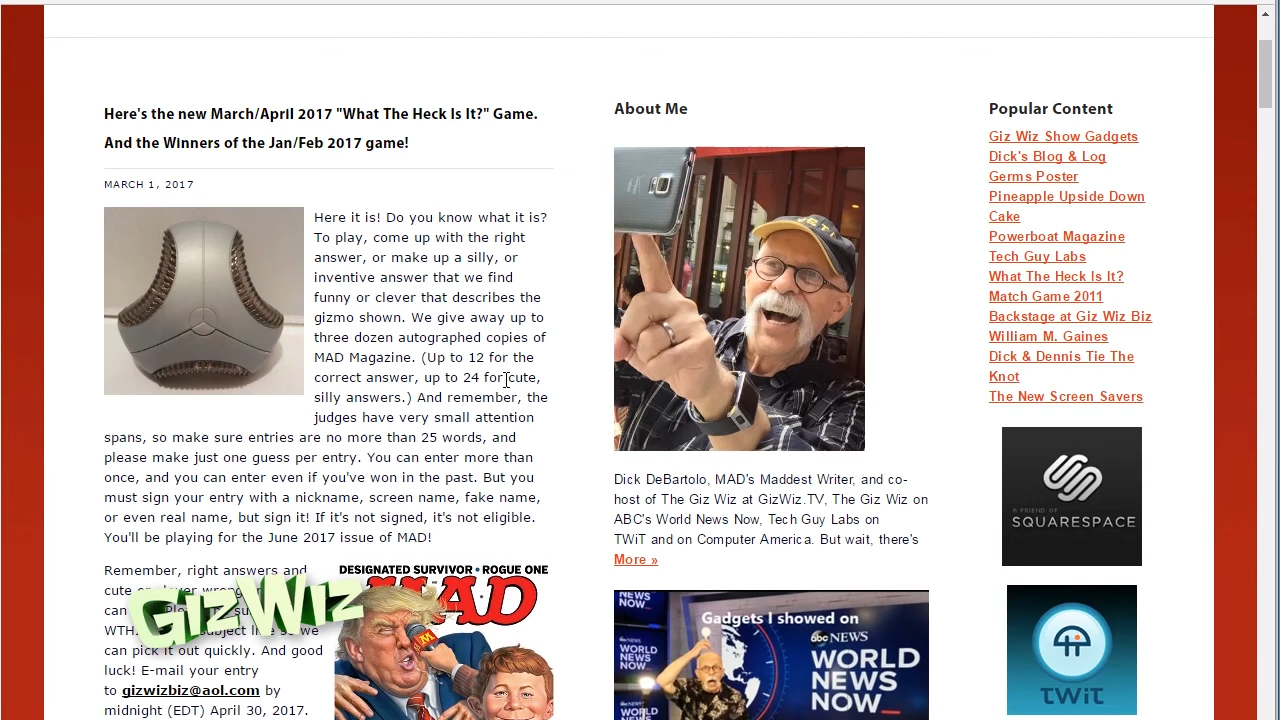 Here's the new March/April 2017 "What The Heck Is It?" Game.
And the Winners of the Jan/Feb 2017 game!
MARCH 1, 2017
Here it is! Do you know what it is?
To play, come up with the right
answer, or make up a silly, or
inventive answer that we find
funny or clever that describes the
gizmo shown. We give away up to
three dozen autographed copies of
MAD Magazine. (Up to 12 for the
correct answer, up to 24 for cute,
silly answers.) And remember, the
judges have very small attention
spans, so make sure entries are no more than 25 words, and
please make just one guess per entry. You can enter more than
once, and you can enter even if you've won in the past. But you
must sign your entry with a nickname, screen name, fake name,
or even real name, but sign it! If it's not signed, it's not eligible.
You'll be playing for the June 2017 issue of MAD!
Remember, right answers and
cute
can
WTH
can pick it out quickly. And good
luck! E-mail your entry
to gizwizbiz@aol.com by
midnight (EDT) April 30, 2017.
GizWiz
DESIGNATED SURVIVOR • ROGUE ONE
MAD
About Me
Dick DeBartolo, MAD's Maddest Writer, and co-
host of The Giz Wiz at GizWiz.TV, The Giz Wiz on
ABC's World News Now, Tech Guy Labs on
TWiT and on Computer America. But wait, there's
More »
Gadgets I showed on
abc NEWS
WORLD
NEWS
NOW_
WORLD
NEWS
NOW
Popular Content
Giz Wiz Show Gadgets
Dick's Blog & Log
Germs Poster
Pineapple Upside Down
Cake
Powerboat Magazine
Tech Guy Labs
What The Heck Is It?
Match Game 2011
Backstage at Giz Wiz Biz
William M. Gaines
Dick & Dennis Tie The
Knot
The New Screen Savers
A FRIEND OF
SQUARESPACE
TWiT